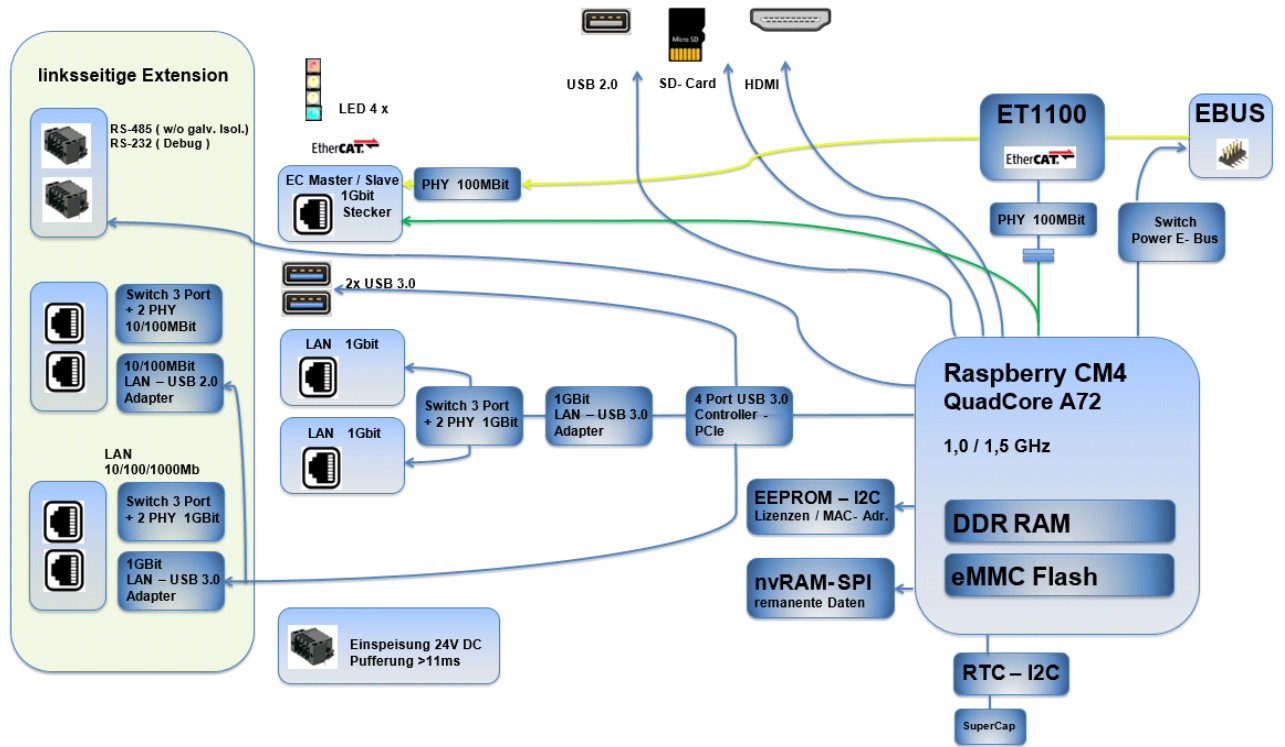 linksseitige Extension
RS-485 ( w/o galv. Isol.)
RS-232 ( Debug )
Switch 3 Port
+ 2 PHY
10/100MBit
10/100MBit
LAN – USB 2.0
Adapter
LAN
10/100/1000Mb
Switch 3 Port
+ 2 PHY 1GBit
1GBit
LAN – USB 3.0
Adapter
LED 4 x
EtherCAT.
EC Master / Slave
1Gbit
Stecker
PHY 100MBit
2x USB 3.0
LAN 1Gbit
LAN 1Gbit
Switch 3 Port
+ 2 PHY 1GBit
1GBit
LAN – USB 3.0
Adapter
4 Port USB 3.0
Controller -
PCIe
Einspeisung 24V DC
Pufferung >11ms
USB 2.0
Micro SD
SD- Card
HDMI
ET1100
EtherCAT.
PHY 100MBit
EBUS
Switch
Power E- Bus
Raspberry CM4
QuadCore A72
1,0 / 1,5 GHz
DDR RAM
eMMC Flash
EEPROM – I2C
Lizenzen / MAC- Adr.
nvRAM- SPI
remanente Daten
RTC – I2C
SuperCap